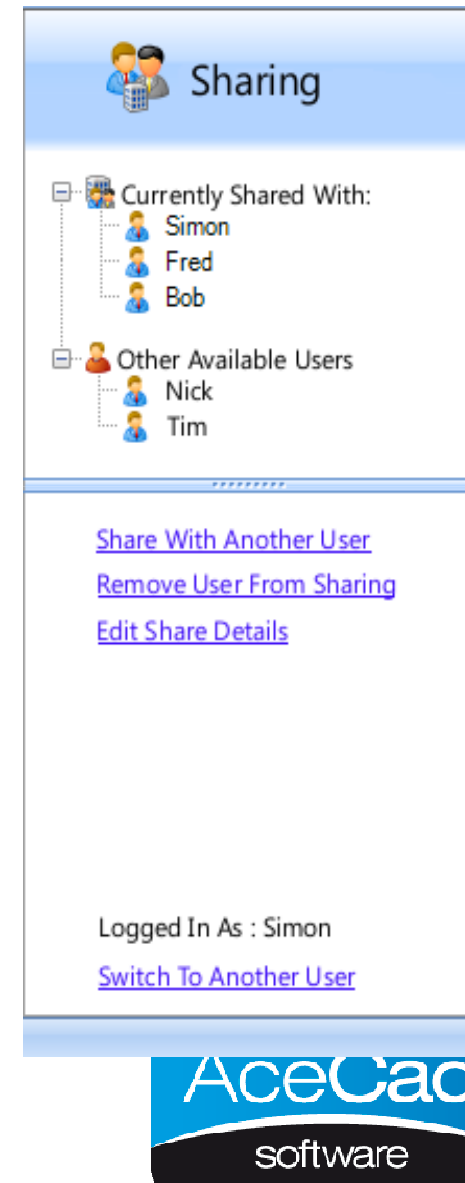 Sharing
Currently Shared With:
Simon
Fred
Bob
Other Available Users
Nick
Tim
Share With Another User
Remove User From Sharing
Edit Share Details
Logged In As : Simon
Switch To Another User
AceCad
software